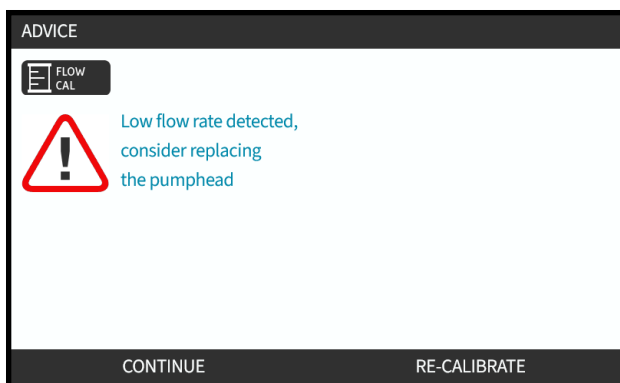 ADVICE
FLOW
CAL
Low flow rate detected,
consider replacing
the pumphead
CONTINUE
RE-CALIBRATE